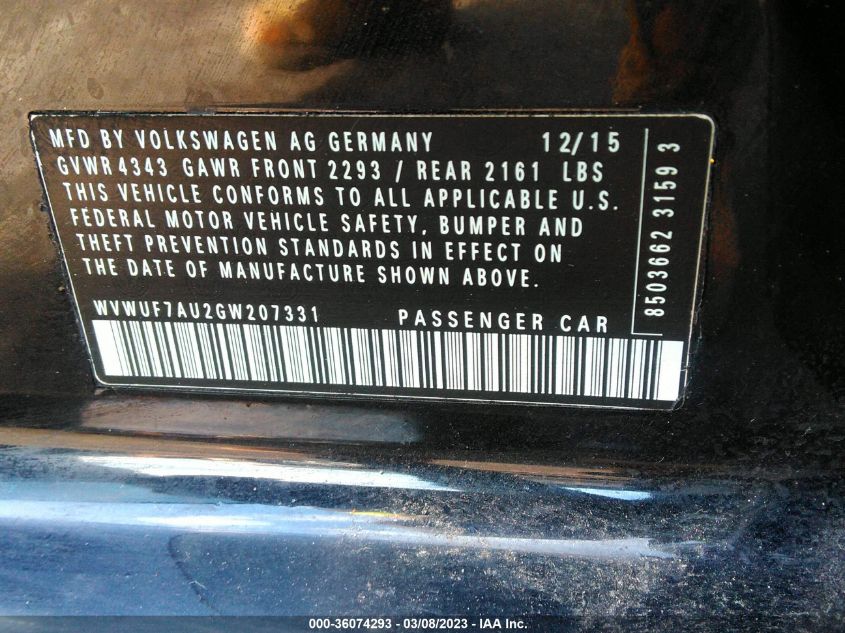 MFD BY VOLKSWAGEN AG GERMANY 12/15
GVWR 4343 GAWR FRONT 2293 / REAR 2161 LBS
THIS VEHICLE CONFORMS TO ALL APPLICABLE U.S.
FEDERAL MOTOR VEHICLE SAFETY, BUMPER AND
THEFT PREVENTION STANDARDS IN EFFECT ON
THE DATE OF MANUFACTURE SHOWN ABOVE.
WVWUF7AU2GW207331 PASSENGER CAR
8503662 3159 3
000-36074293 - 03/08/2023 - IAA Inc.